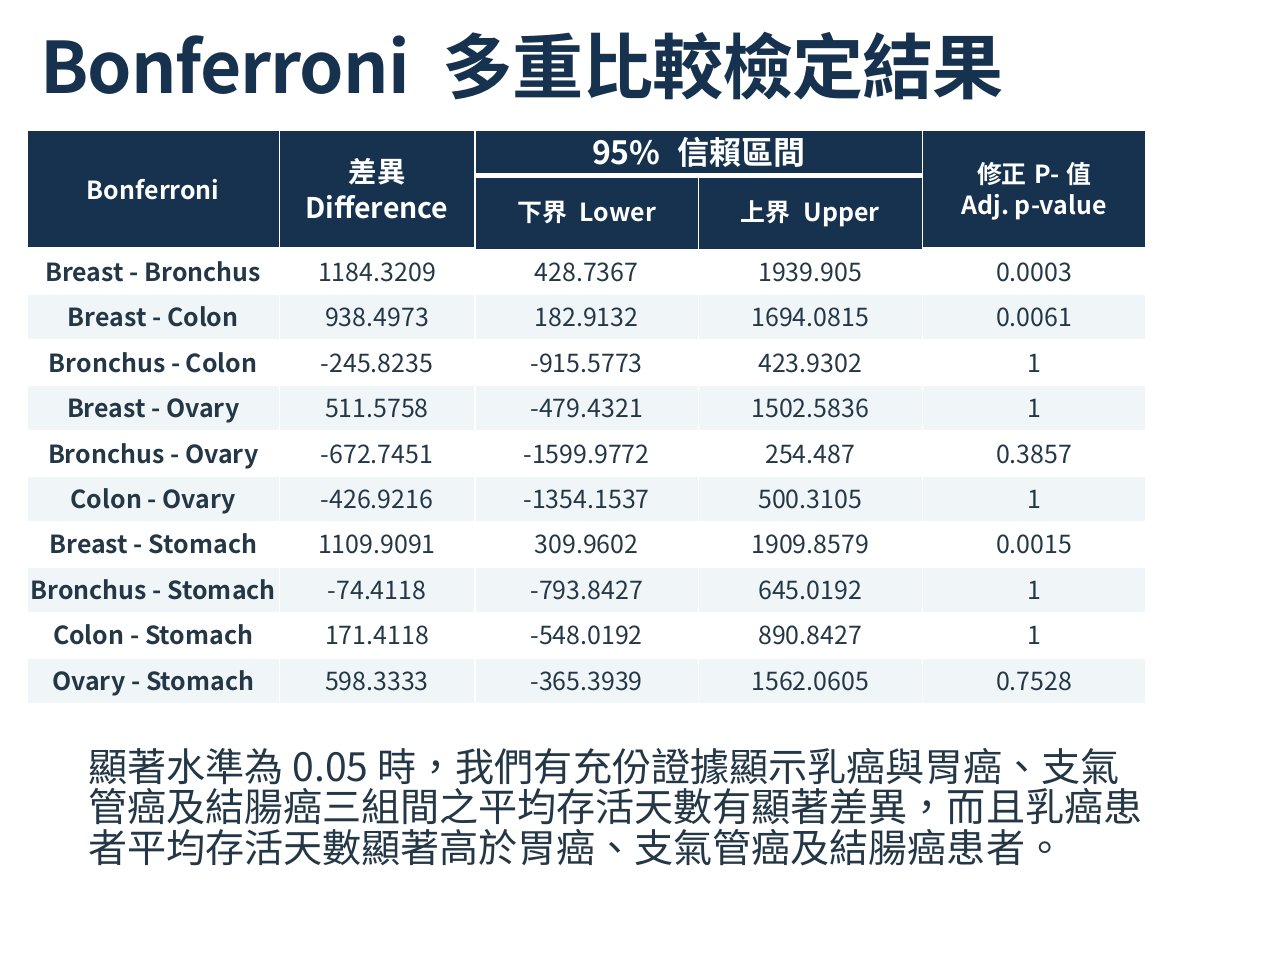 Bonferroni 多重比較檢定結果
Bonferroni 差異 Difference 95% 信賴區間 修正 P- 值 Adj. p-value
下界 Lower 上界 Upper
Breast - Bronchus 1184.3209 428.7367 1939.905 0.0003
Breast - Colon 938.4973 182.9132 1694.0815 0.0061
Bronchus - Colon -245.8235 -915.5773 423.9302 1
Breast - Ovary 511.5758 -479.4321 1502.5836 1
Bronchus - Ovary -672.7451 -1599.9772 254.487 0.3857
Colon - Ovary -426.9216 -1354.1537 500.3105 1
Breast - Stomach 1109.9091 309.9602 1909.8579 0.0015
Bronchus - Stomach -74.4118 -793.8427 645.0192 1
Colon - Stomach 171.4118 -548.0192 890.8427 1
Ovary - Stomach 598.3333 -365.3939 1562.0605 0.7528
顯著水準為 0.05 時，我們有充份證據顯示乳癌與胃癌、支氣
管癌及結腸癌三組間之平均存活天數有顯著差異，而且乳癌患
者平均存活天數顯著高於胃癌、支氣管癌及結腸癌患者。